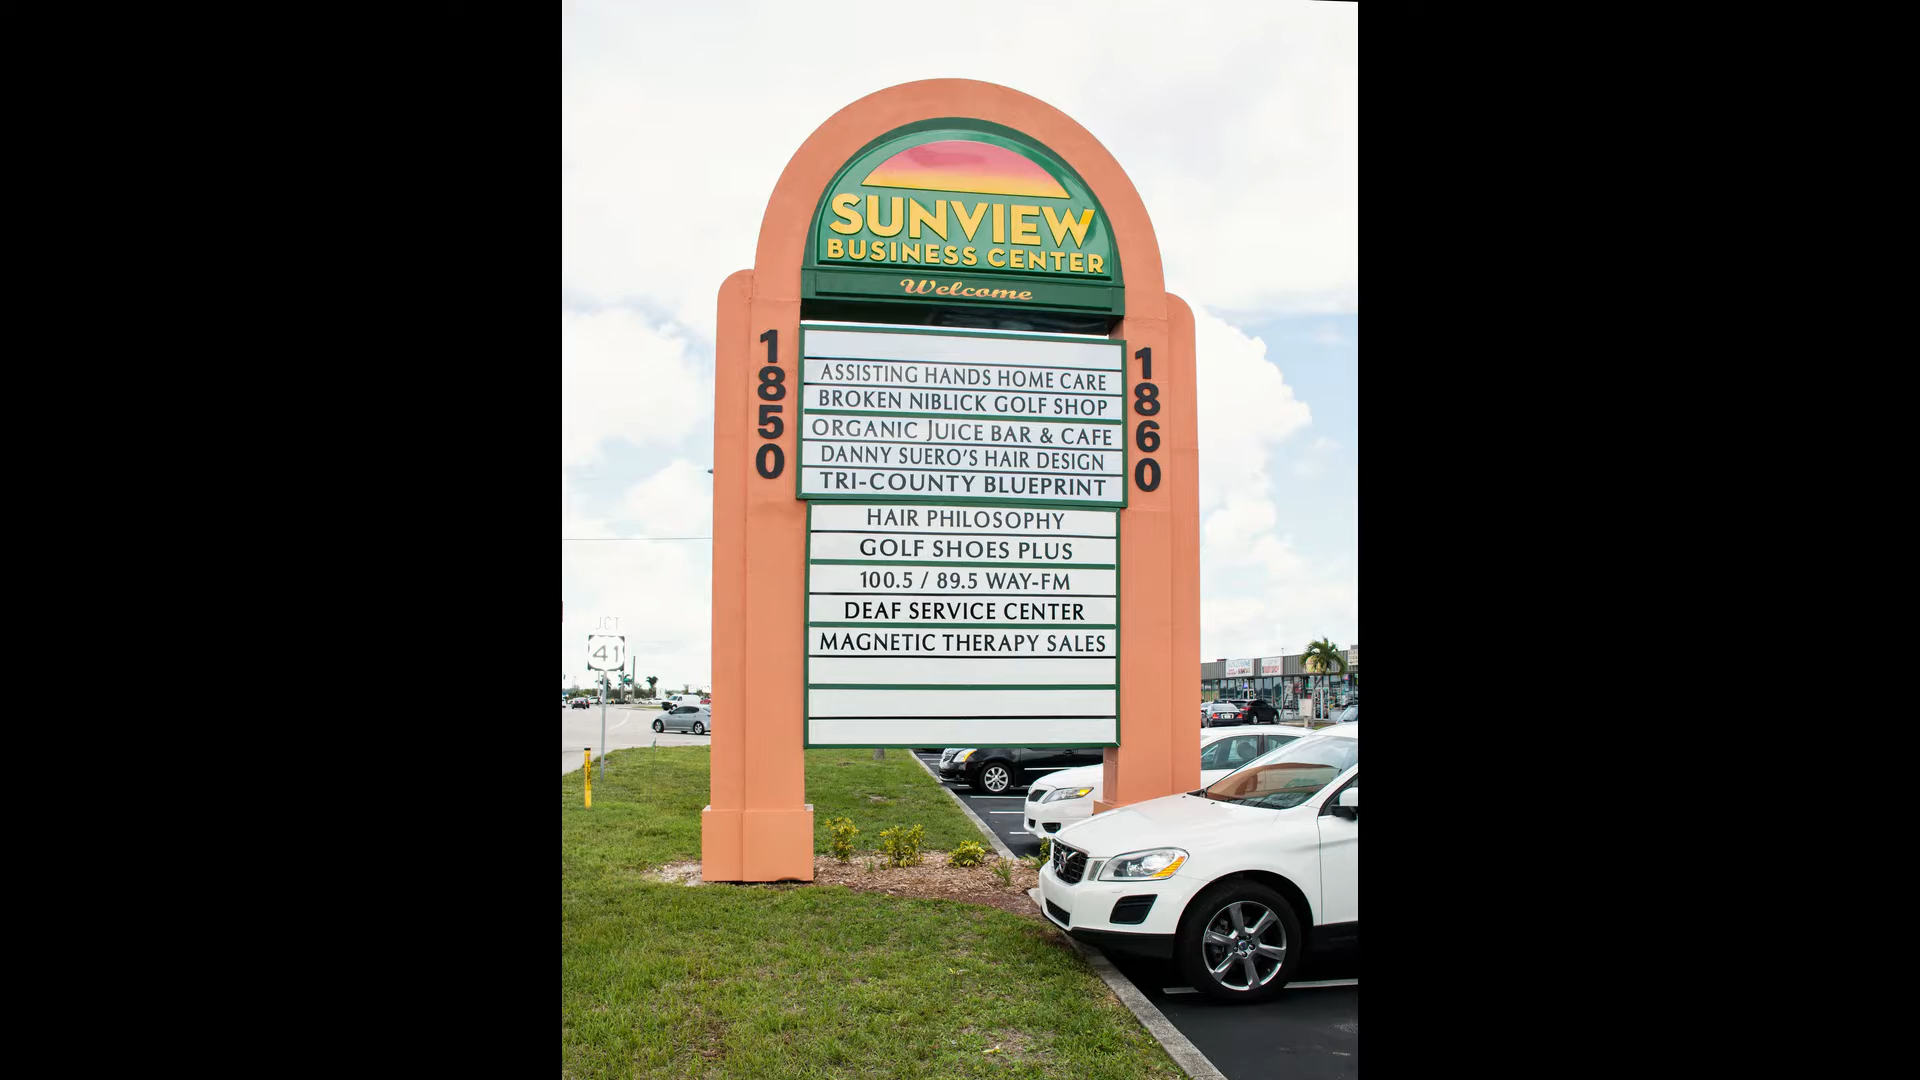 SUNVIEW
BUSINESS CENTER
Welcome
1850
1860
ASSISTING HANDS HOME CARE
BROKEN NIBLICK GOLF SHOP
ORGANIC JUICE BAR & CAFE
DANNY SUERO'S HAIR DESIGN
TRI-COUNTY BLUEPRINT
HAIR PHILOSOPHY
GOLF SHOES PLUS
100.5 / 89.5 WAY-FM
DEAF SERVICE CENTER
MAGNETIC THERAPY SALES
JCT
41